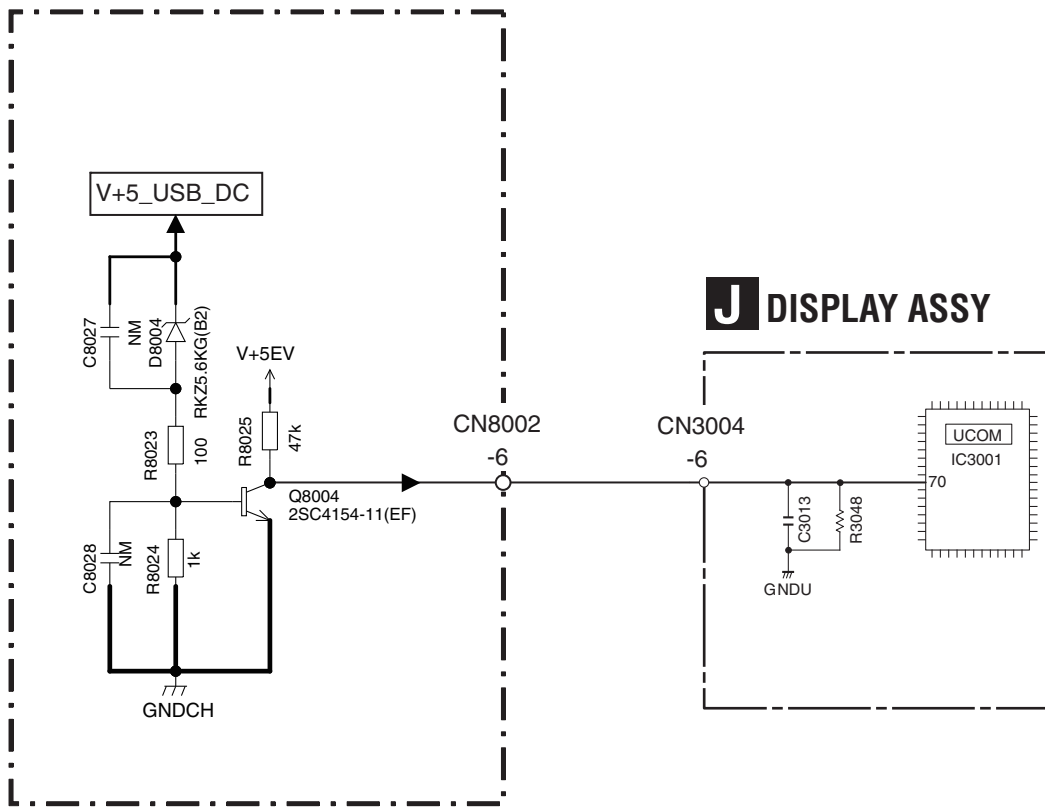 V+5_USB_DC
C8027
NM
D8004
RKZ5.6KG(B2)
V+5EV
R8023
100
R8025
47k
Q8004
2SC4154-11(EF)
C8028
NM
R8024
1k
GNDCH
CN8002
-6
J DISPLAY ASSY
CN3004
-6
UCOM
IC3001
70
C3013
R3048
GNDU